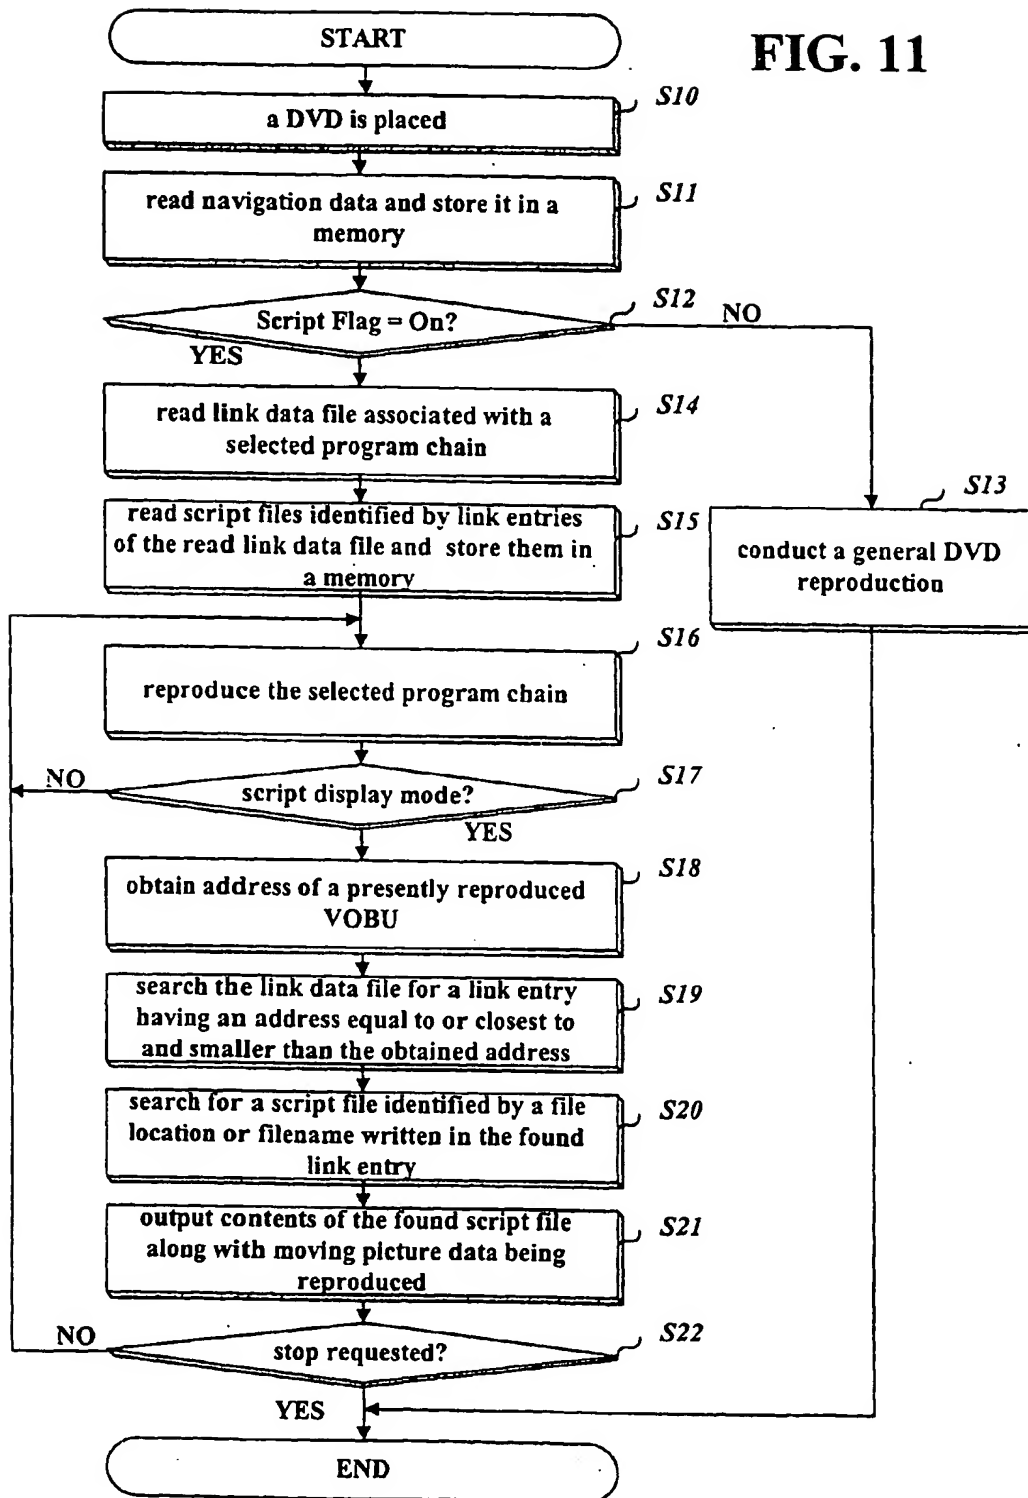 START
FIG. 11
S10
a DVD is placed
S11
read navigation data and store it in a
memory
S12
Script Flag = On?
NO
YES
S14
read link data file associated with a
selected program chain
S13
conduct a general DVD
reproduction
S15
read script files identified by link entries
of the read link data file and store them in
a memory
S16
reproduce the selected program chain
S17
NO
script display mode?
YES
S18
obtain address of a presently reproduced
VOBU
S19
search the link data file for a link entry
having an address equal to or closest to
and smaller than the obtained address
S20
search for a script file identified by a file
location or filename written in the found
link entry
S21
output contents of the found script file
along with moving picture data being
reproduced
S22
NO
stop requested?
YES
END